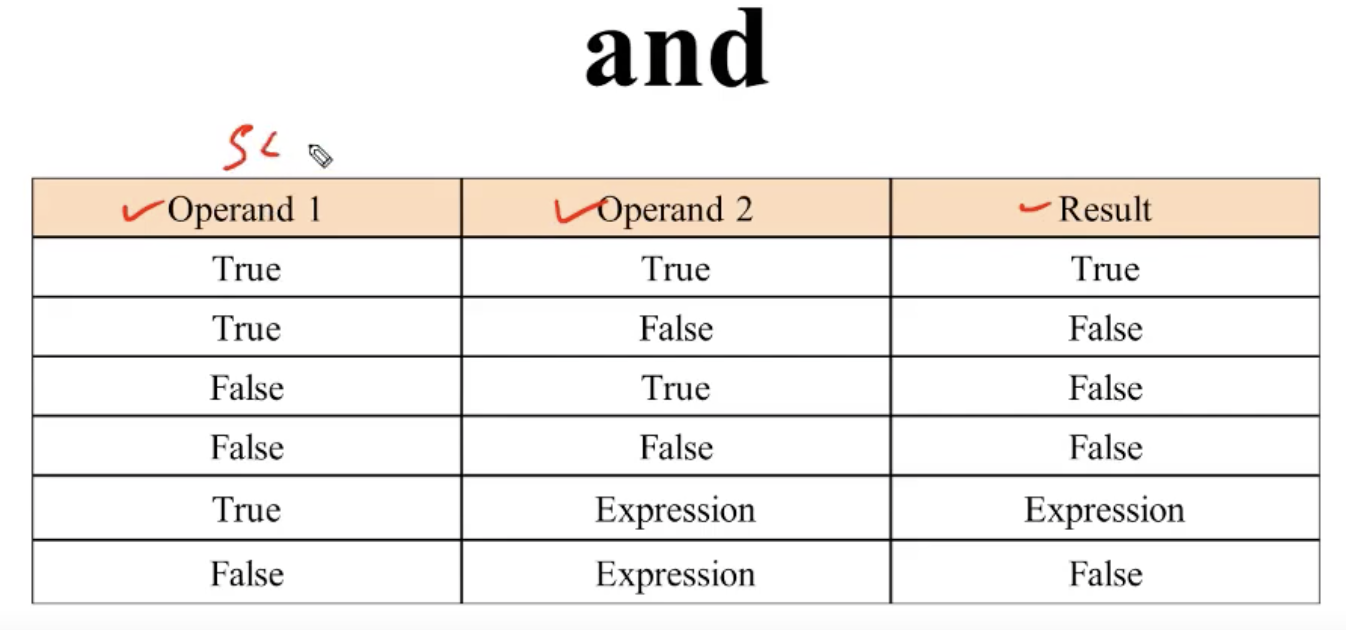 and
SC
Operand 1 Operand 2 Result
True True True
True False False
False True False
False False False
True Expression Expression
False Expression False